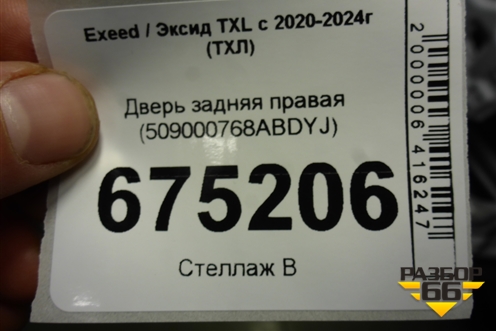 Exeed / Эксид TXL с 2020-2024г
(ТХЛ)
Дверь задняя правая
(509000768ABDYJ)
675206
Стеллаж В
2000006416247
РАЗБОР
66